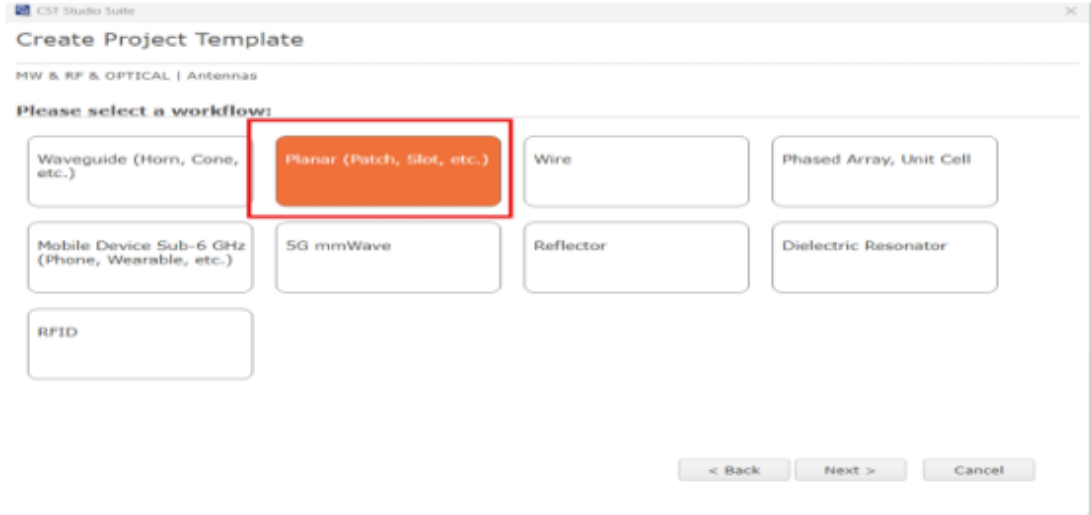 CST Studio Suite
Create Project Template
MW & RF & OPTICAL | Antennas
Please select a workflow:
Waveguide (Horn, Cone,
etc.)
Planar (Patch, Slot, etc.)
Wire
Phased Array, Unit Cell
Mobile Device Sub-6 GHz
(Phone, Wearable, etc.)
5G mmWave
Reflector
Dielectric Resonator
RFID
< Back
Next >
Cancel